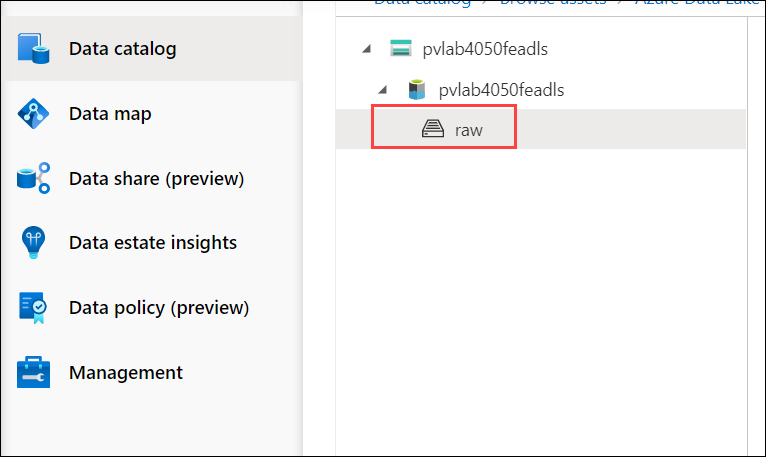 Data catalog > Browse assets > Azure Data Lake
Data catalog
Data map
Data share (preview)
Data estate insights
Data policy (preview)
Management
pvlab4050feadls
pvlab4050feadls
raw